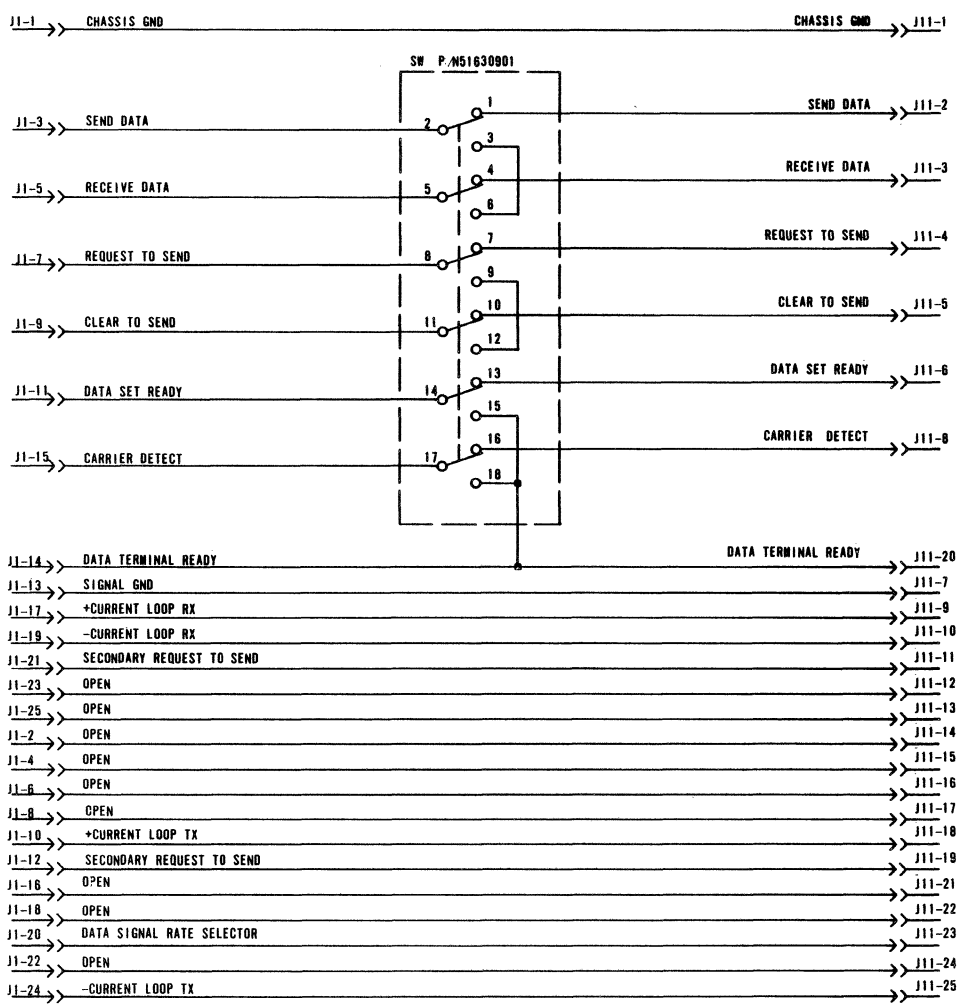 J1-1 CHASSIS GND CHASSIS GND J11-1
SW P/N51630901
1 SEND DATA J11-2
J1-3 SEND DATA 2
3
4 RECEIVE DATA J11-3
J1-5 RECEIVE DATA 5
6
7 REQUEST TO SEND J11-4
J1-7 REQUEST TO SEND 8
9
10 CLEAR TO SEND J11-5
J1-9 CLEAR TO SEND 11
12
13 DATA SET READY J11-6
J1-11 DATA SET READY 14
15
16 CARRIER DETECT J11-8
J1-15 CARRIER DETECT 17
18
J1-14 DATA TERMINAL READY DATA TERMINAL READY J11-20
J1-13 SIGNAL GND J11-7
J1-17 +CURRENT LOOP RX J11-9
J1-19 -CURRENT LOOP RX J11-10
J1-21 SECONDARY REQUEST TO SEND J11-11
J1-23 OPEN J11-12
J1-25 OPEN J11-13
J1-2 OPEN J11-14
J1-4 OPEN J11-15
J1-6 OPEN J11-16
J1-8 OPEN J11-17
J1-10 +CURRENT LOOP TX J11-18
J1-12 SECONDARY REQUEST TO SEND J11-19
J1-16 OPEN J11-21
J1-18 OPEN J11-22
J1-20 DATA SIGNAL RATE SELECTOR J11-23
J1-22 OPEN J11-24
J1-24 -CURRENT LOOP TX J11-25